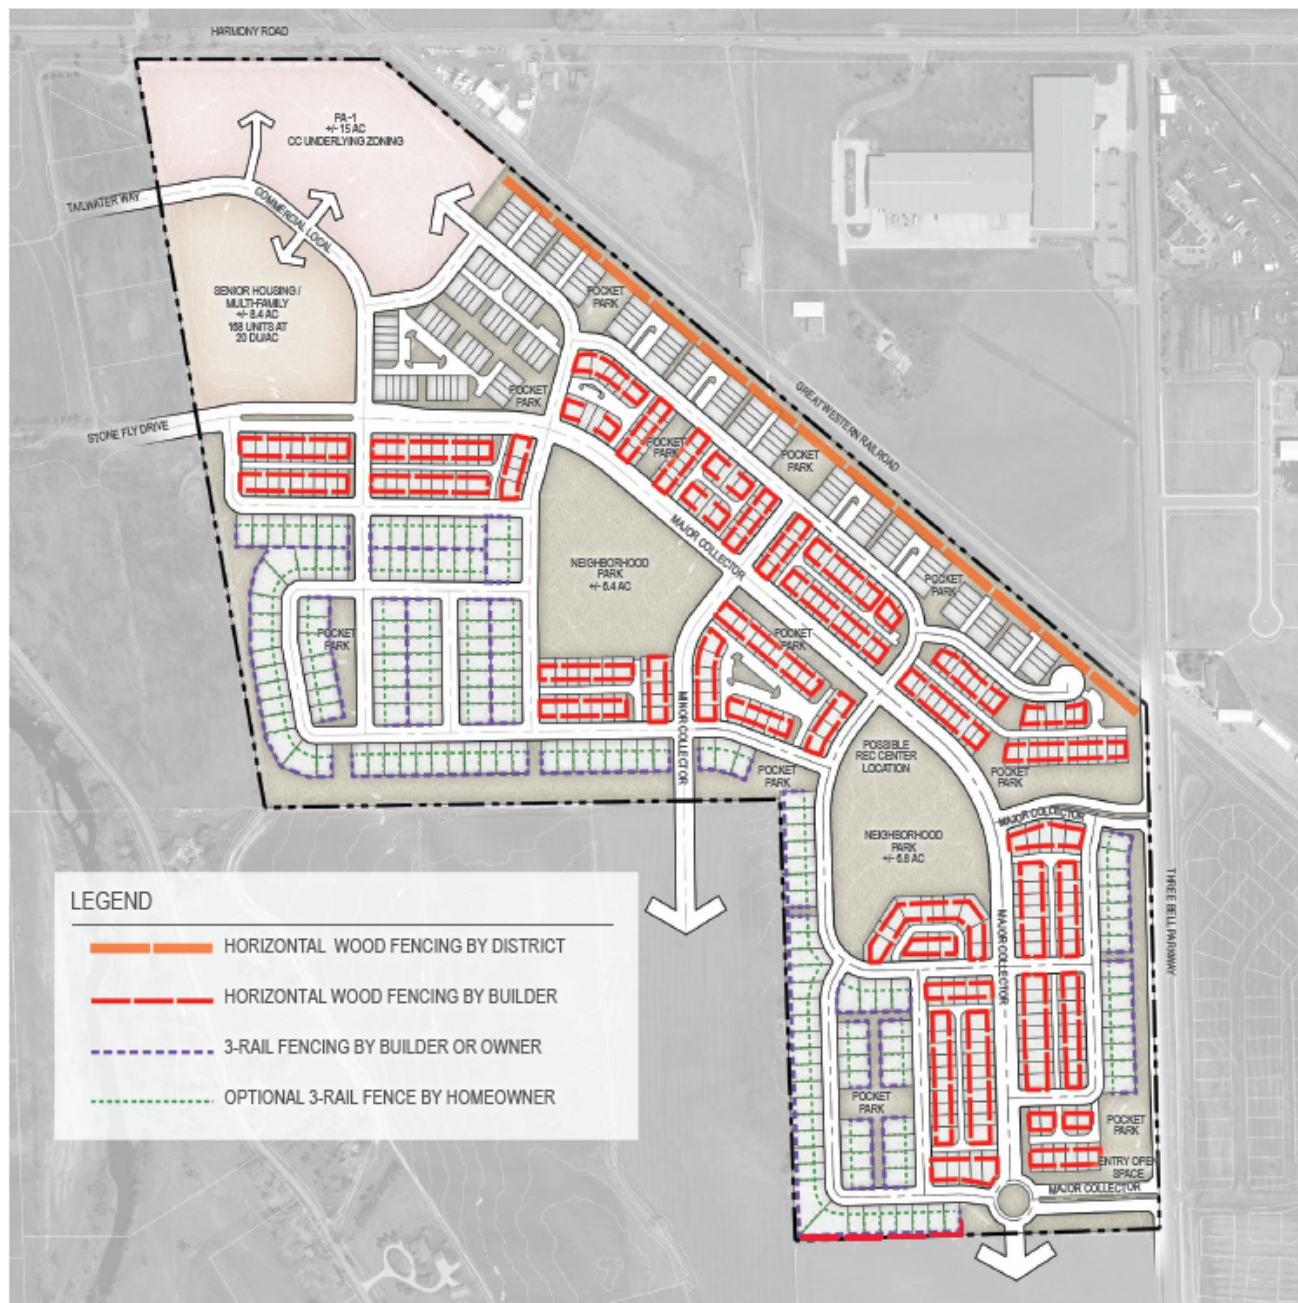 HARMONY ROAD
PA-1
+/- 15 AC
CC UNDERLYING ZONING
TAILWATER WAY
COMMERCIAL LOCAL
SENIOR HOUSING /
MULTI-FAMILY
+/- 8.4 AC
168 UNITS AT
20 DU/AC
POCKET
PARK
POCKET
PARK
GREAT WESTERN RAILROAD
STONE FLY DRIVE
POCKET
PARK
POCKET
PARK
MAJOR COLLECTOR
NEIGHBORHOOD
PARK
+/- 6.4 AC
POCKET
PARK
POCKET
PARK
POCKET
PARK
MINOR COLLECTOR
POSSIBLE
REC CENTER
LOCATION
POCKET
PARK
POCKET
PARK
MAJOR COLLECTOR
NEIGHBORHOOD
PARK
+/- 6.8 AC
THREE BELL PARKWAY
MAJOR COLLECTOR
POCKET
PARK
POCKET
PARK
ENTRY OPEN
SPACE
MAJOR COLLECTOR
LEGEND
HORIZONTAL WOOD FENCING BY DISTRICT
HORIZONTAL WOOD FENCING BY BUILDER
3-RAIL FENCING BY BUILDER OR OWNER
OPTIONAL 3-RAIL FENCE BY HOMEOWNER